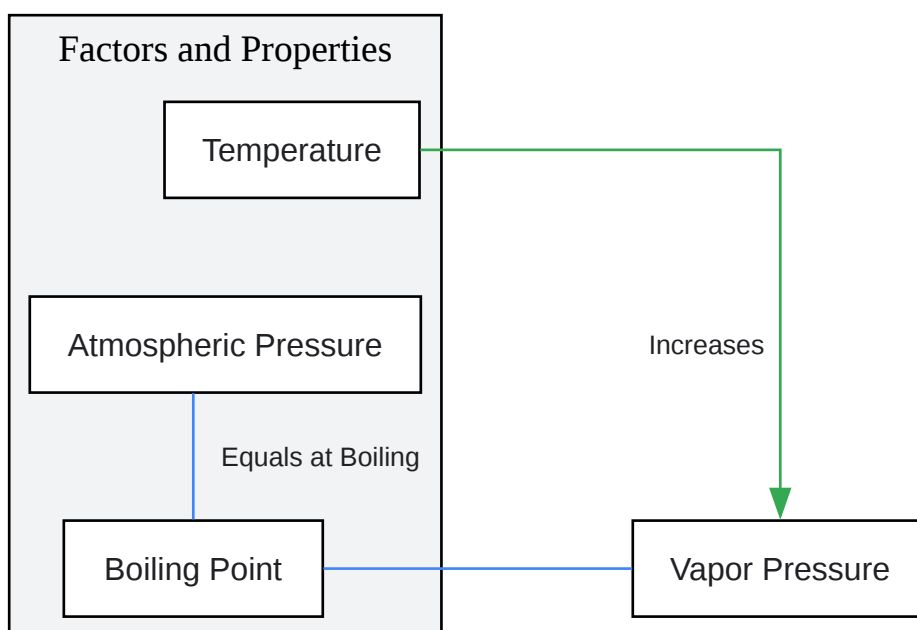 Factors and Properties
Temperature
Atmospheric Pressure
Increases
Equals at Boiling
Boiling Point
Vapor Pressure